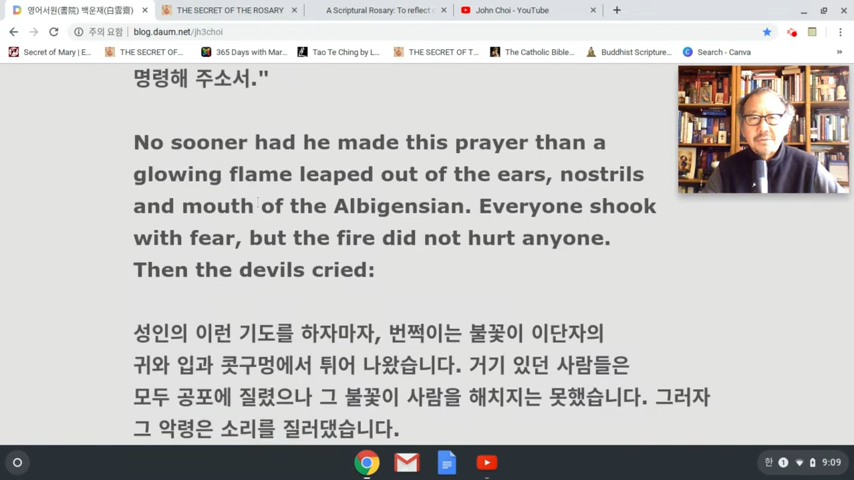 영어서원(書院) 백운재(白雲齋)
THE SECRET OF THE ROSARY
A Scriptural Rosary: To reflect o
John Choi - YouTube
주의 요함
blog.daum.net/jh3choi
Secret of Mary | E...
THE SECRET OF...
365 Days with Mar...
Tao Te Ching by L...
THE SECRET OF T...
The Catholic Bible...
Buddhist Scripture...
Search - Canva
명령해 주소서."
No sooner had he made this prayer than a
glowing flame leaped out of the ears, nostrils
and mouth of the Albigensian. Everyone shook
with fear, but the fire did not hurt anyone.
Then the devils cried:
성인의 이런 기도를 하자마자, 번쩍이는 불꽃이 이단자의
귀와 입과 콧구멍에서 튀어 나왔습니다. 거기 있던 사람들은
모두 공포에 질렸으나 그 불꽃이 사람을 해치지는 못했습니다. 그러자
그 악령은 소리를 질러댔습니다.
한
1
9:09